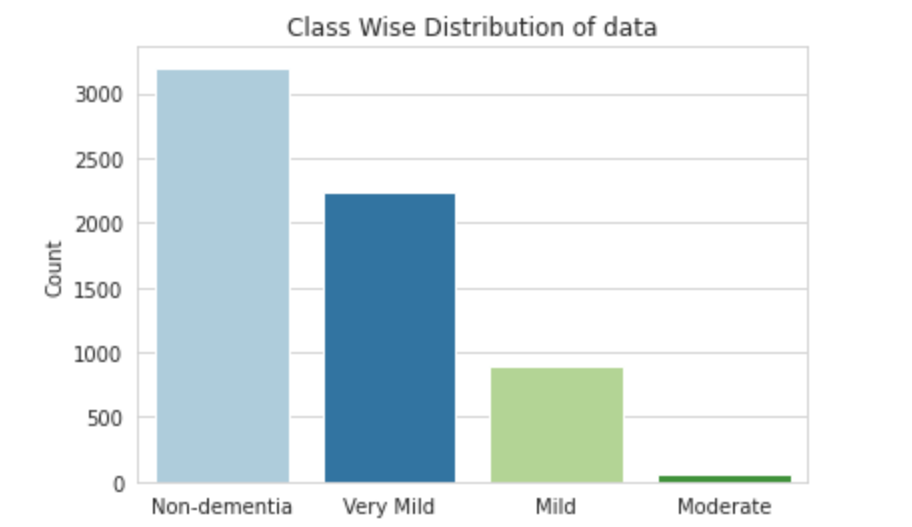 Class Wise Distribution of data
Count
3000
2500
2000
1500
1000
500
0
Non-dementia Very Mild Mild Moderate